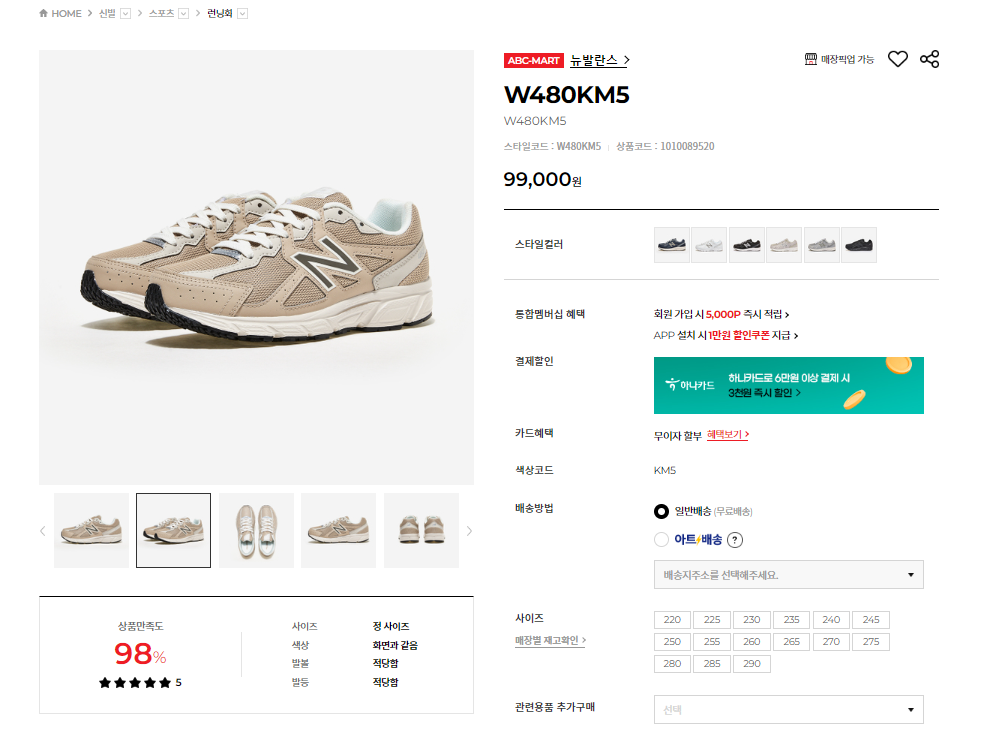 HOME > 신발 > 스포츠 > 런닝화
ABC-MART 뉴발란스 >
매장픽업 가능
W480KM5
W480KM5
스타일코드 : W480KM5 | 상품코드 : 1010089520
99,000원
스타일컬러
통합멤버십 혜택
회원 가입 시 5,000P 즉시 적립 >
APP 설치 시 1만원 할인쿠폰 지급 >
결제할인
하나카드
하나카드로 6만원 이상 결제 시
3천원 즉시 할인 >
카드혜택
무이자 할부 혜택보기 >
색상코드
KM5
배송방법
일반배송 (무료배송)
아트배송 ?
배송지주소를 선택해주세요.
사이즈
매장별 재고확인 >
220 225 230 235 240 245
250 255 260 265 270 275
280 285 290
관련용품 추가구매
선택
N
상품만족도
98%
★★★★★ 5
사이즈 정 사이즈
색상 화면과 같음
발볼 적당함
발등 적당함